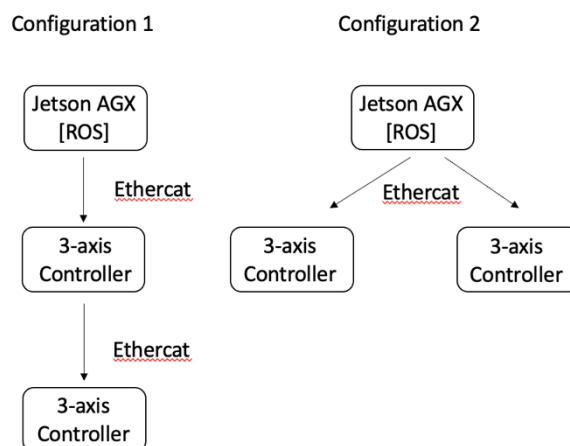 Configuration 1
Jetson AGX
[ROS]
Ethercat
3-axis
Controller
Ethercat
3-axis
Controller
Configuration 2
Jetson AGX
[ROS]
Ethercat
3-axis
Controller
3-axis
Controller